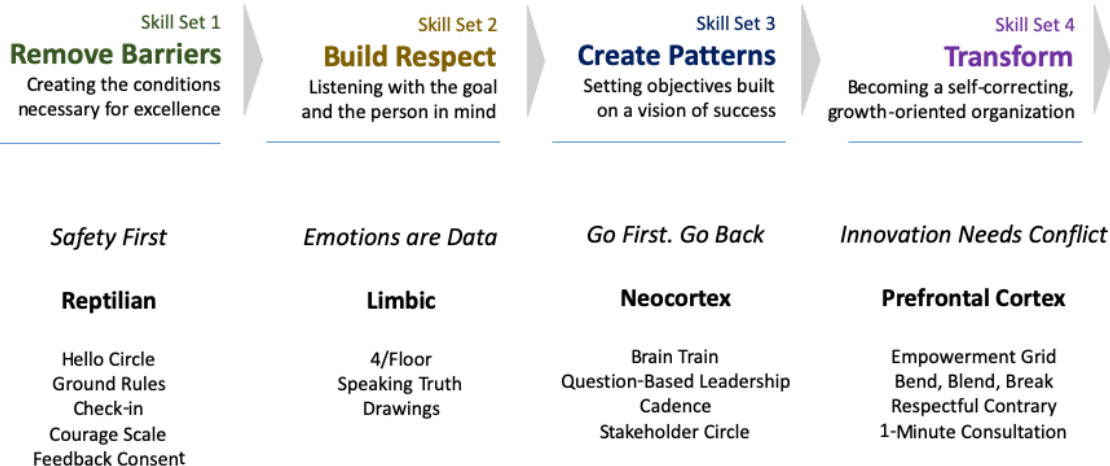 Skill Set 1
Remove Barriers
Creating the conditions
necessary for excellence
Skill Set 2
Build Respect
Listening with the goal
and the person in mind
Skill Set 3
Create Patterns
Setting objectives built
on a vision of success
Skill Set 4
Transform
Becoming a self-correcting,
growth-oriented organization
Safety First
Reptilian
Hello Circle
Ground Rules
Check-in
Courage Scale
Feedback Consent
Emotions are Data
Limbic
4/Floor
Speaking Truth
Drawings
Go First. Go Back
Neocortex
Brain Train
Question-Based Leadership
Cadence
Stakeholder Circle
Innovation Needs Conflict
Prefrontal Cortex
Empowerment Grid
Bend, Blend, Break
Respectful Contrary
1-Minute Consultation